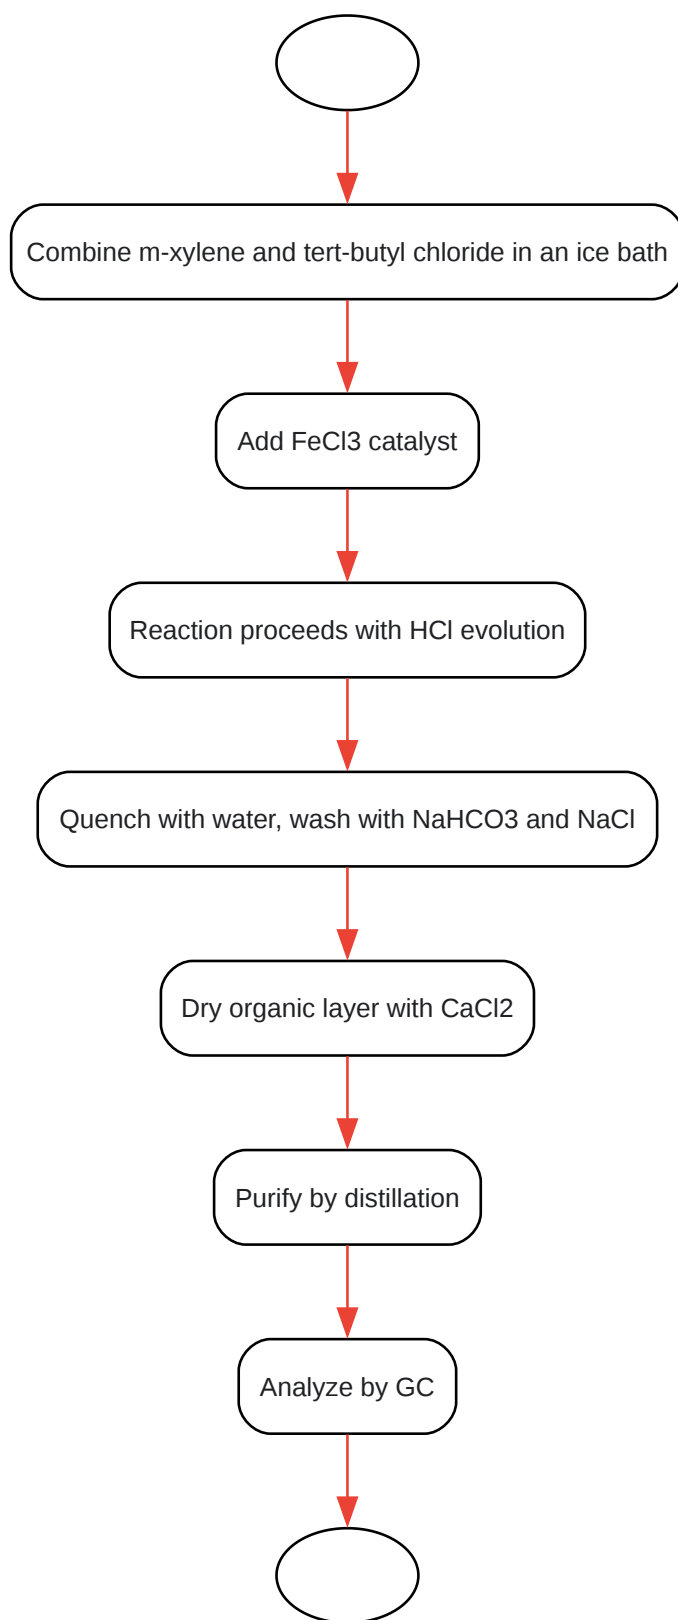 Combine m-xylene and tert-butyl chloride in an ice bath
Add FeCl3 catalyst
Reaction proceeds with HCl evolution
Quench with water, wash with NaHCO3 and NaCl
Dry organic layer with CaCl2
Purify by distillation
Analyze by GC